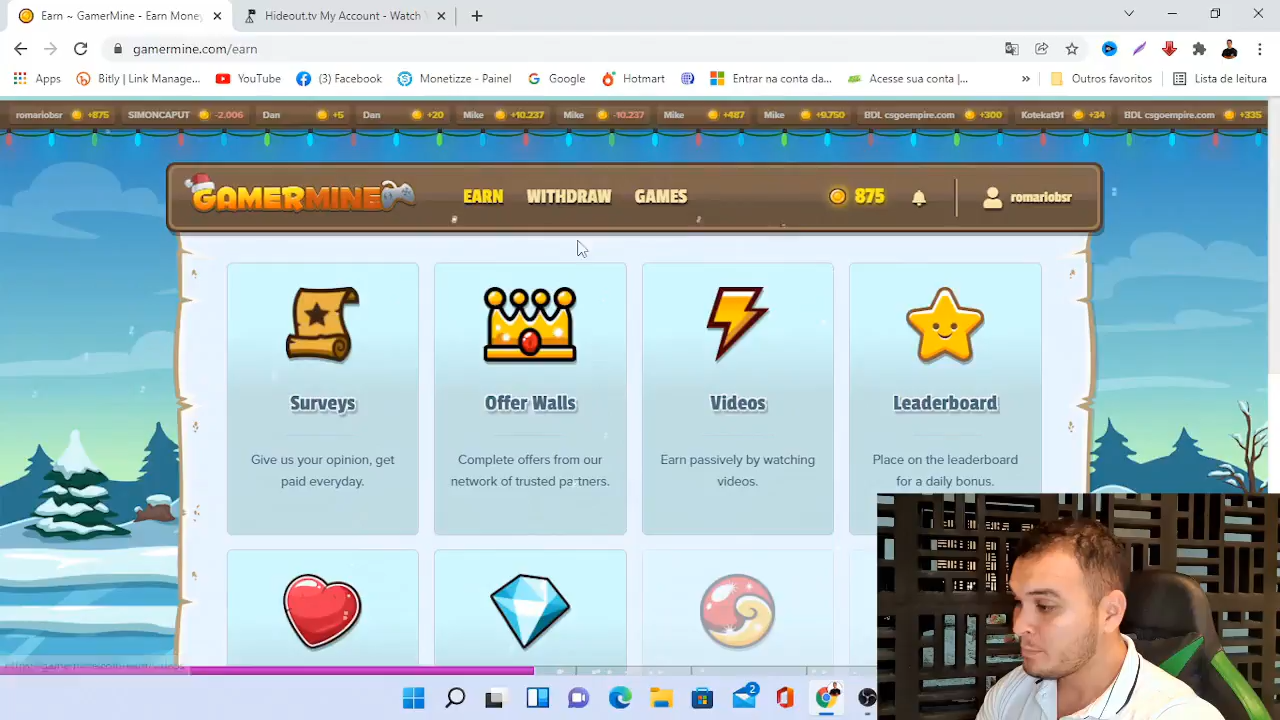 Earn ~ GamerMine - Earn Money
Hideout.tv My Account - Watch
gamermine.com/earn
Apps
Bitly | Link Manage...
YouTube
(3) Facebook
Monetizze - Painel
Google
Hotmart
Entrar na conta da...
Acesse sua conta |...
»
Outros favoritos
Lista de leitura
romariobsr +875 SIMONCAPUT -2.006 Dan +5 Dan +20 Mike +10.237 Mike -10.237 Mike +487 Mike +9.750 BDL csgoempire.com +300 Kotekat91 +34 BDL csgoempire.com +335
GAMERMINE
EARN
WITHDRAW
GAMES
875
romariobsr
Surveys
Give us your opinion, get
paid everyday.
Offer Walls
Complete offers from our
network of trusted partners.
Videos
Earn passively by watching
videos.
Leaderboard
Place on the leaderboard
for a daily bonus.
2